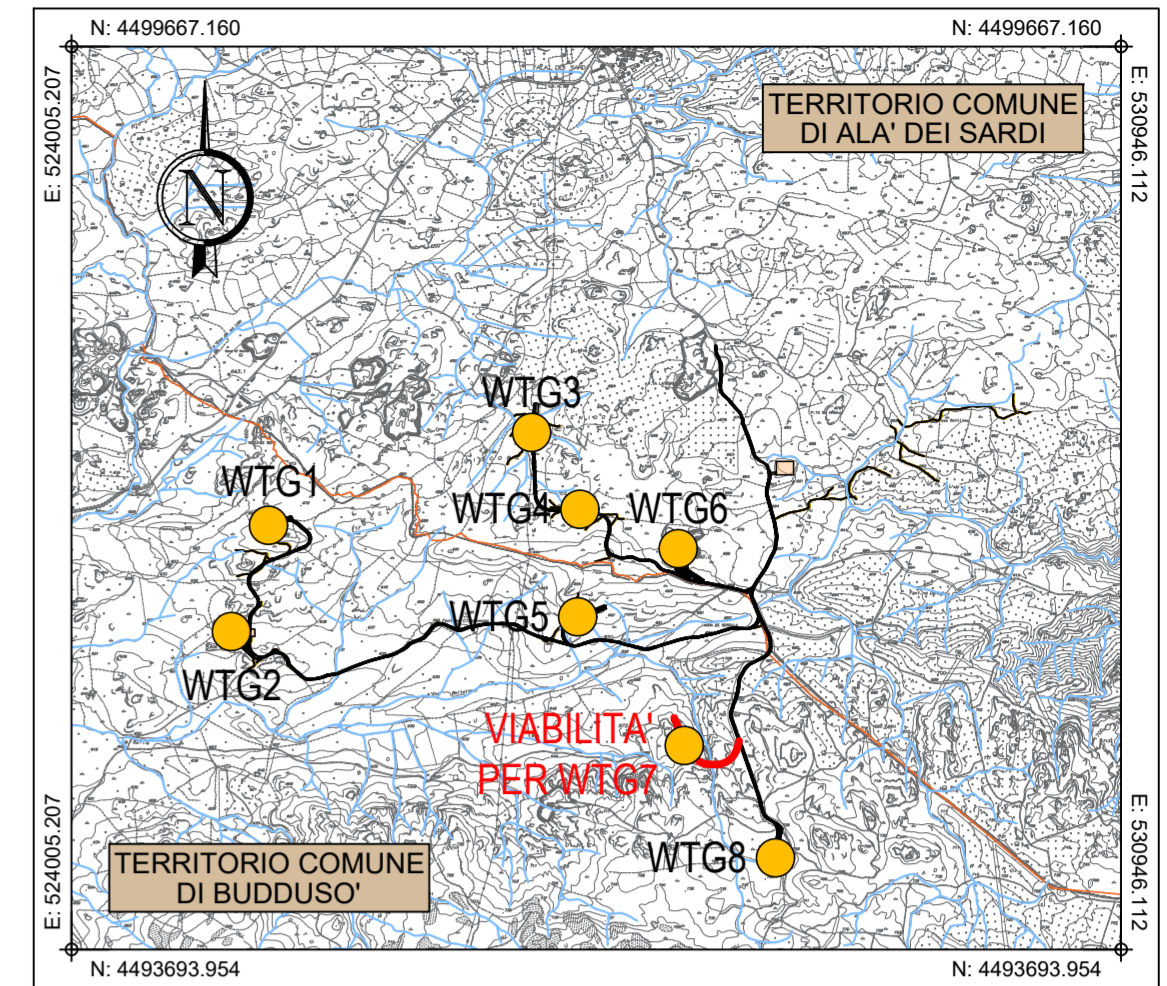 N: 4499667.160
N: 4499667.160
E: 524005.207
E: 530946.112
TERRITORIO COMUNE
DI ALA' DEI SARDI
N
WTG3
WTG1
WTG4
WTG6
WTG5
WTG2
VIABILITA'
PER WTG7
WTG8
TERRITORIO COMUNE
DI BUDDUSO'
E: 524005.207
E: 530946.112
N: 4493693.954
N: 4493693.954